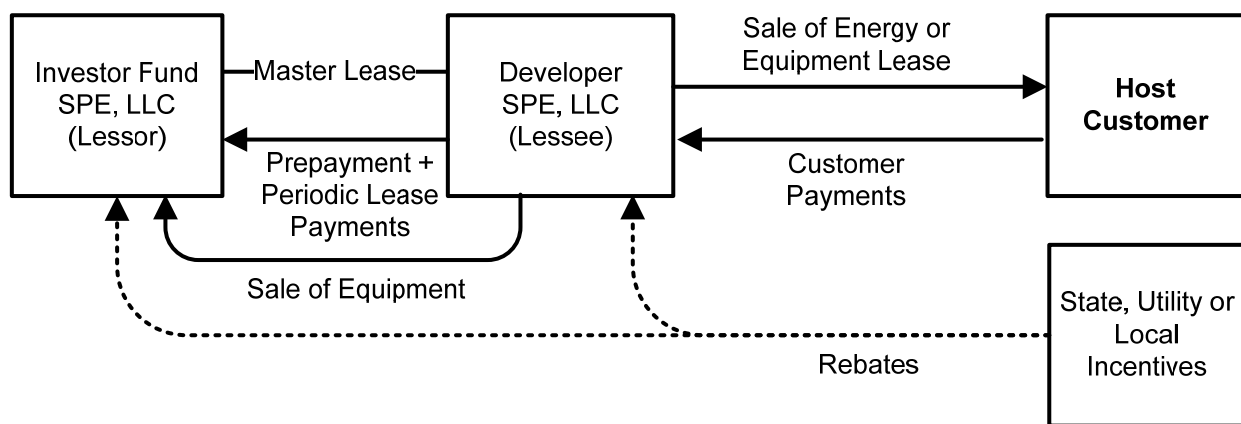 Investor Fund
SPE, LLC
(Lessor)
Master Lease
Developer
SPE, LLC
(Lessee)
Sale of Energy or
Equipment Lease
Host
Customer
Prepayment +
Periodic Lease
Payments
Customer
Payments
Sale of Equipment
State, Utility or
Local
Incentives
Rebates